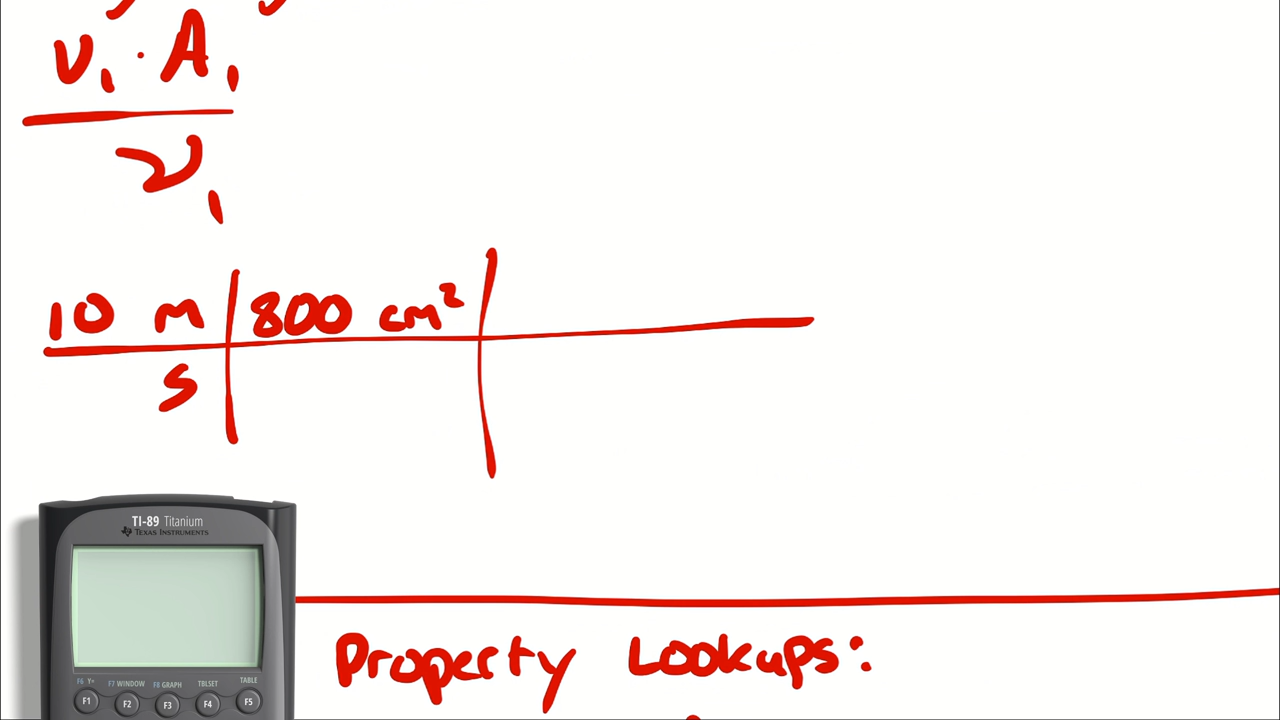 V₁ · A₁
ν₁
10 m | 800 cm²
s
TI-89 Titanium
TEXAS INSTRUMENTS
F6 Y= F7 WINDOW F8 GRAPH TBLSET TABLE
F1 F2 F3 F4 F5
Property Lookups: